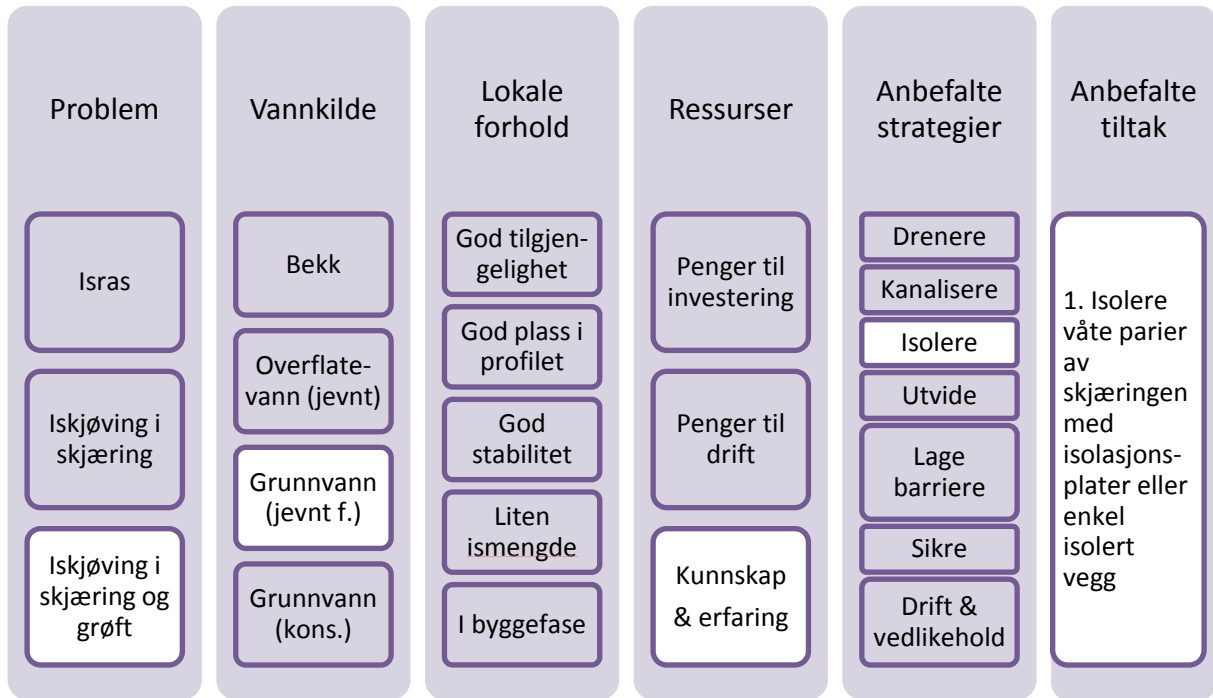 Problem
Isras
Iskjøving i
skjæring
Iskjøving i
skjæring og
grøft
Vannkilde
Bekk
Overflate-
vann (jevnt)
Grunnvann
(jevnt f.)
Grunnvann
(kons.)
Lokale
forhold
God tilgjen-
gelighet
God plass i
profilet
God
stabilitet
Liten
ismengde
I byggefase
Ressurser
Penger til
investering
Penger til
drift
Kunnskap
& erfaring
Anbefalte
strategier
Drenere
Kanalisere
Isolere
Utvide
Lage
barriere
Sikre
Drift &
vedlikehold
Anbefalte
tiltak
1. Isolere
våte parier
av
skjæringen
med
isolasjons-
plater eller
enkel
isolert
vegg